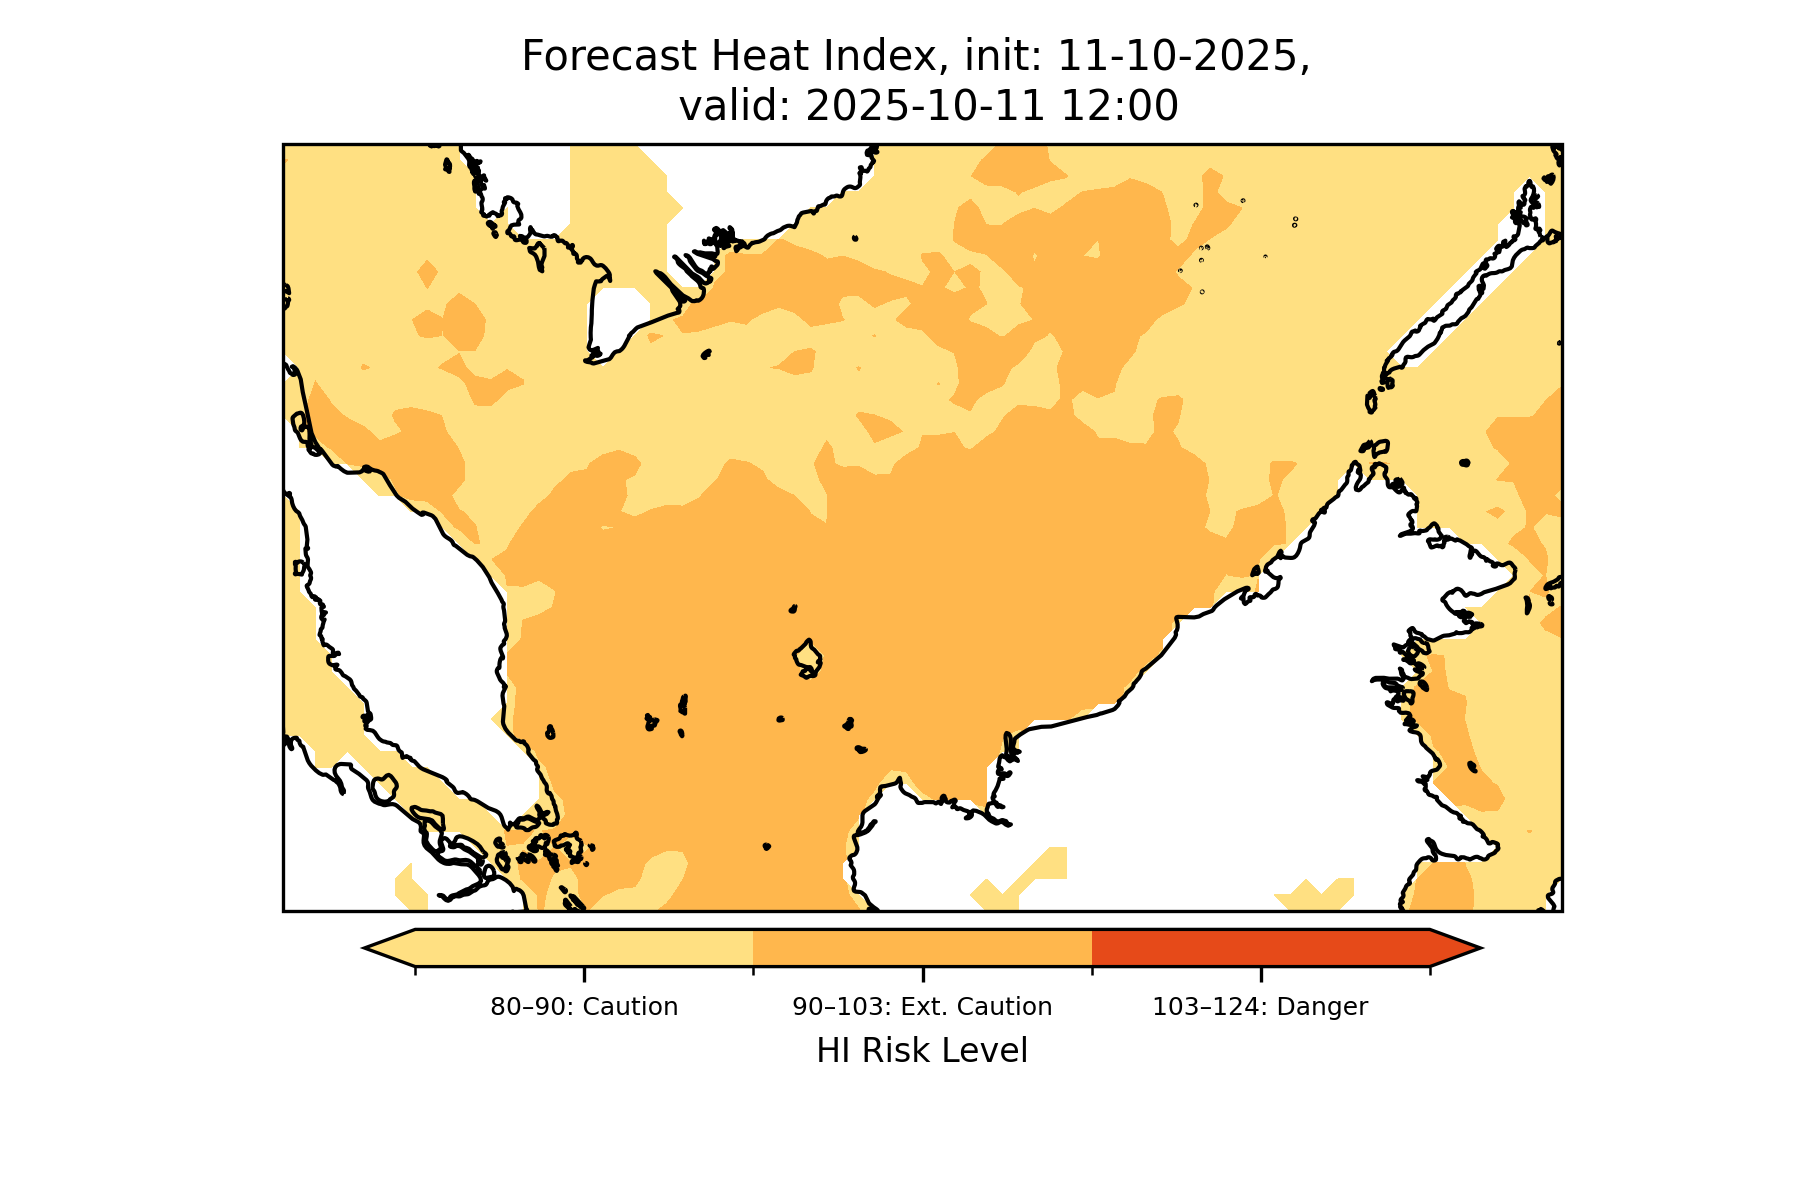 Forecast Heat Index, init: 11-10-2025,
valid: 2025-10-11 12:00
80–90: Caution
90–103: Ext. Caution
103–124: Danger
HI Risk Level